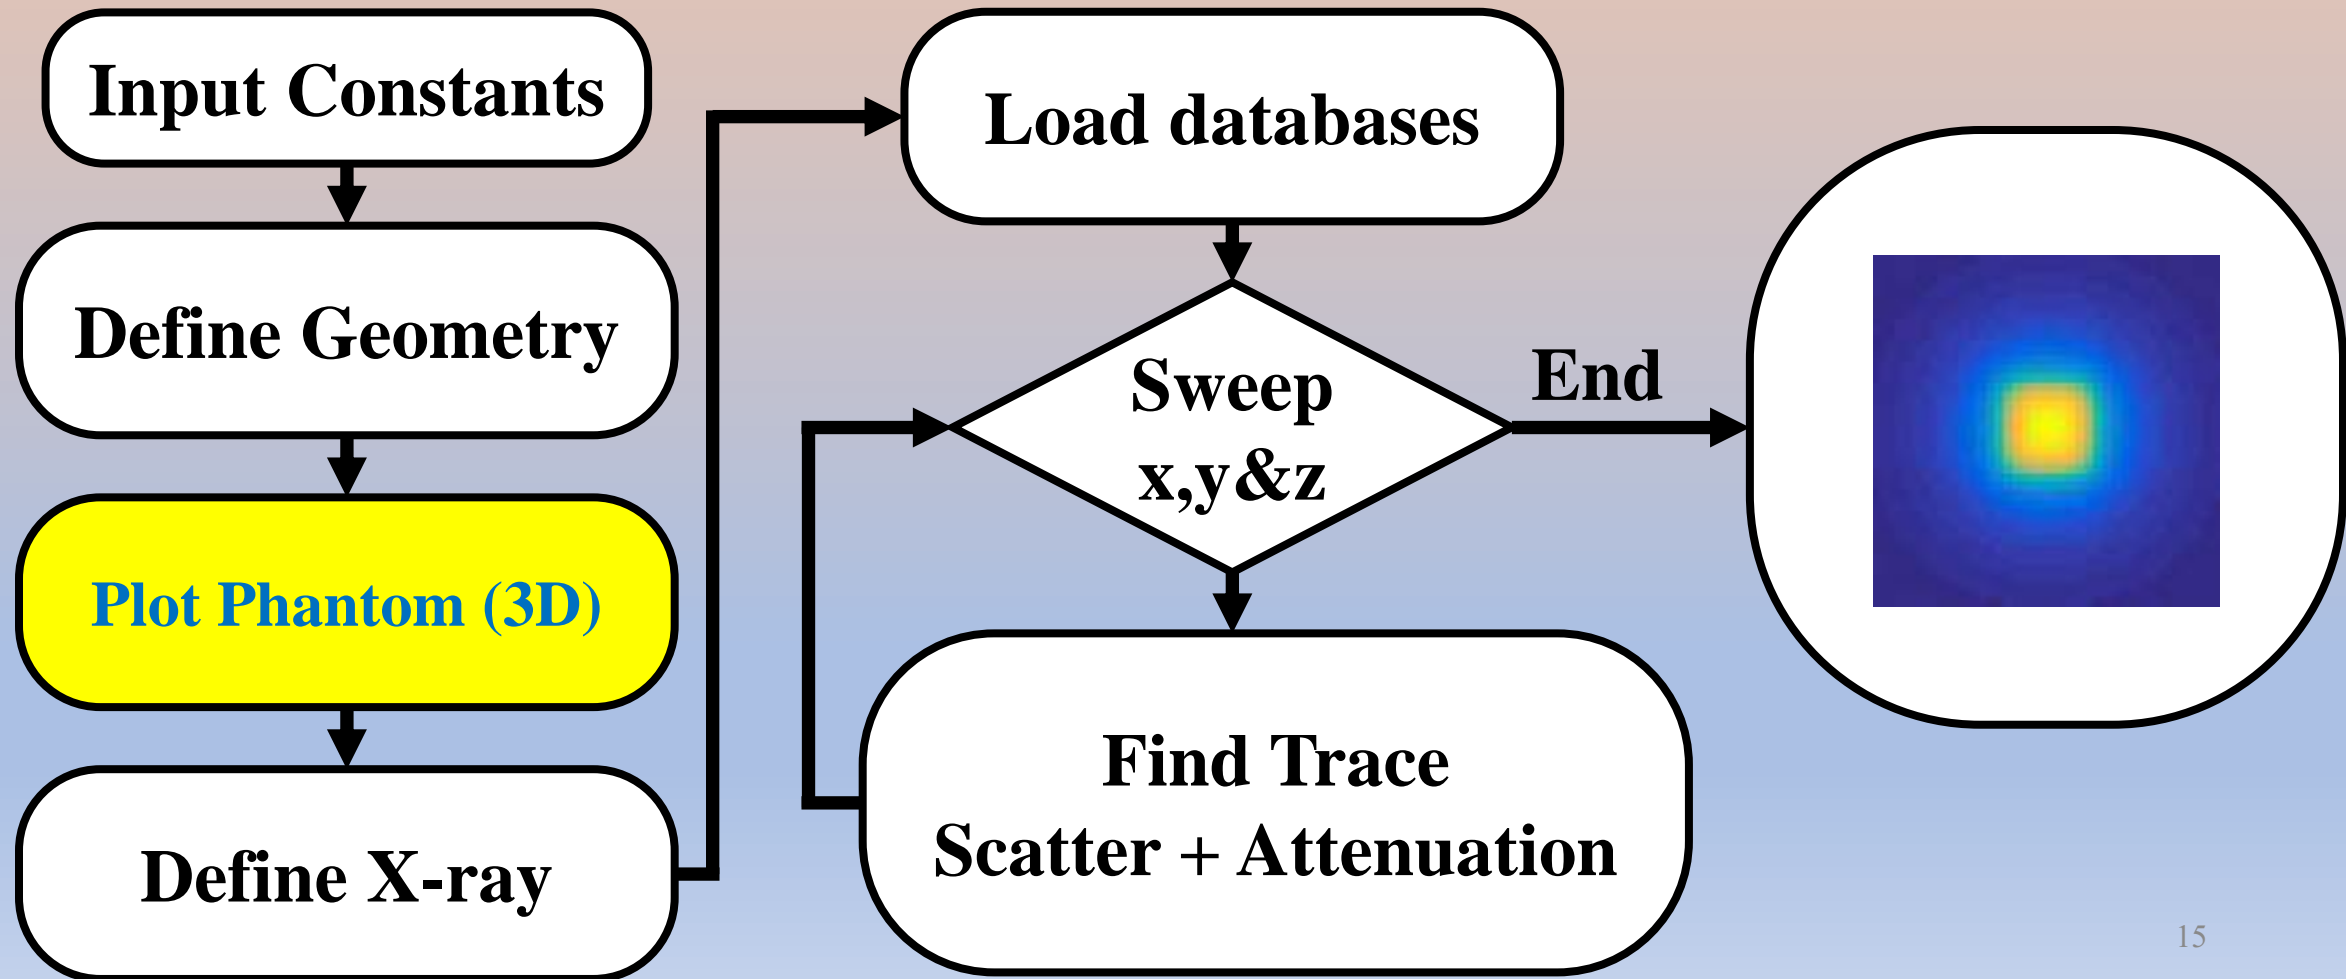 Input Constants
Define Geometry
Plot Phantom (3D)
Define X-ray
Load databases
Sweep
x,y&z
End
Find Trace
Scatter + Attenuation
15